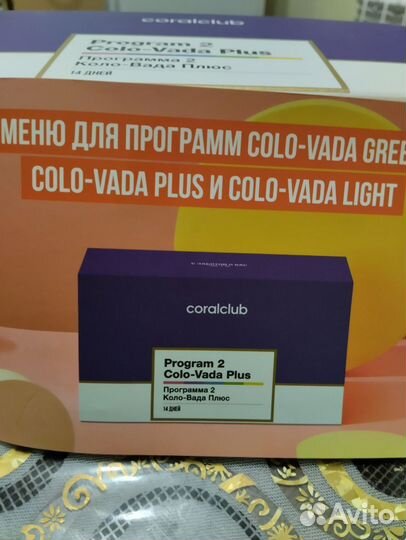 coralclub
Program 2
Colo-Vada Plus
Программа 2
Коло-Вада Плюс
14 ДНЕЙ
МЕНЮ ДЛЯ ПРОГРАММ COLO-VADA GREE
COLO-VADA PLUS И COLO-VADA LIGHT
coralclub
Program 2
Colo-Vada Plus
Программа 2
Коло-Вада Плюс
14 ДНЕЙ
Avito